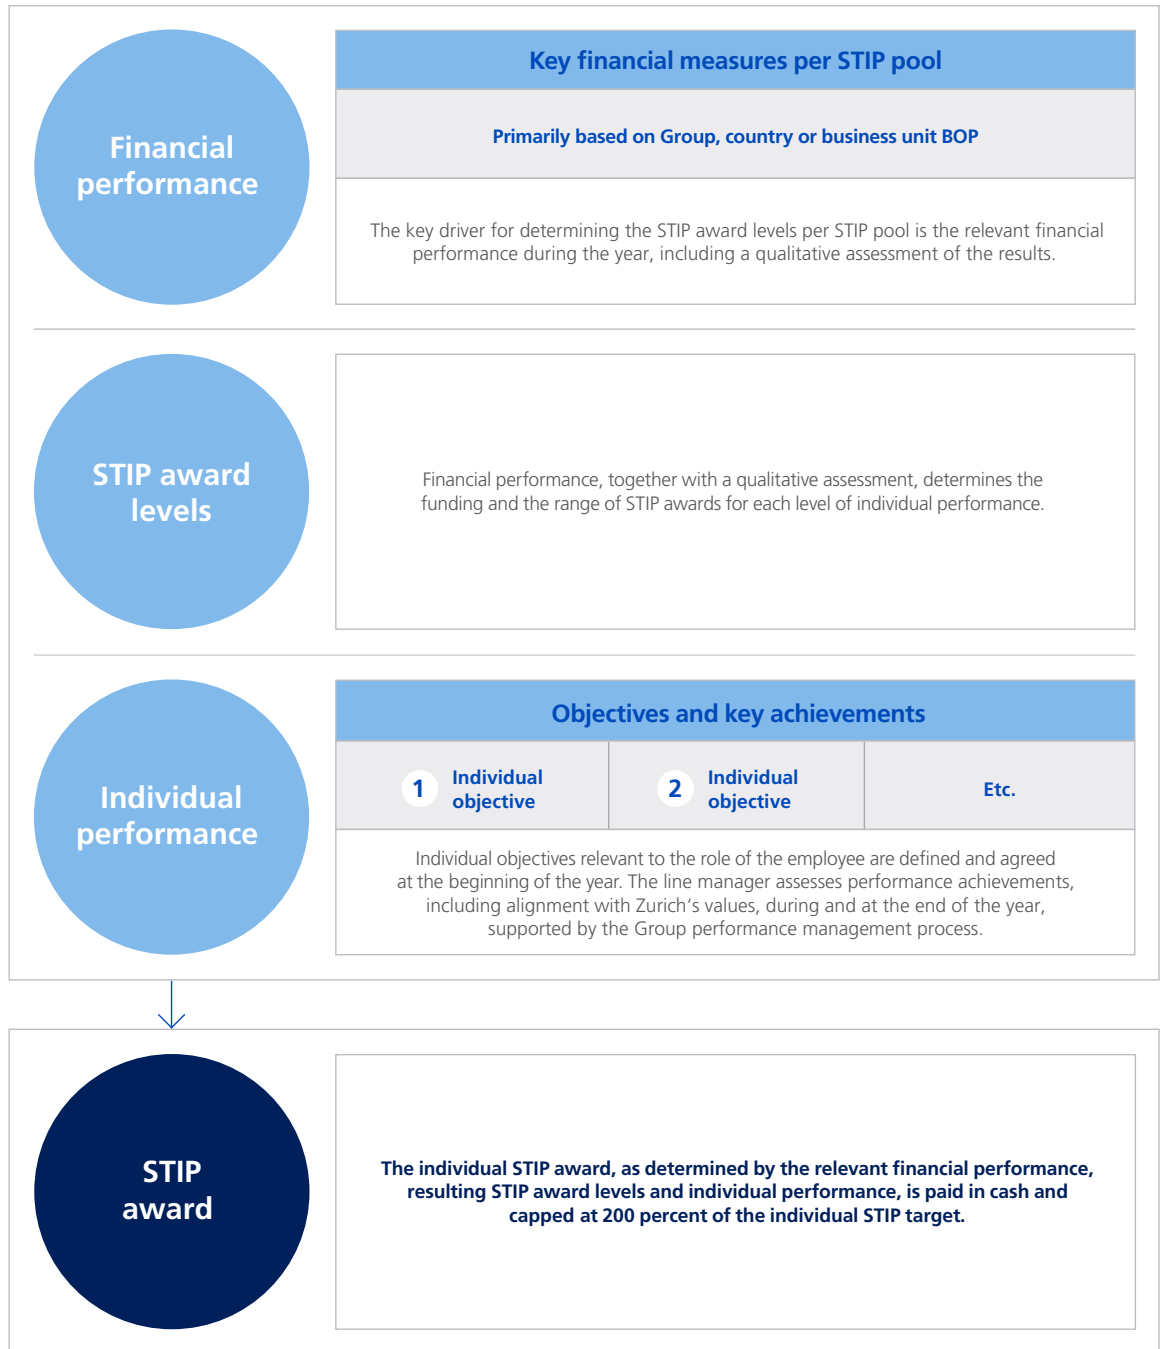 Financial
performance
Key financial measures per STIP pool
Primarily based on Group, country or business unit BOP
The key driver for determining the STIP award levels per STIP pool is the relevant financial
performance during the year, including a qualitative assessment of the results.
STIP award
levels
Financial performance, together with a qualitative assessment, determines the
funding and the range of STIP awards for each level of individual performance.
Individual
performance
Objectives and key achievements
1 Individual
objective
2 Individual
objective
Etc.
Individual objectives relevant to the role of the employee are defined and agreed
at the beginning of the year. The line manager assesses performance achievements,
including alignment with Zurich‘s values, during and at the end of the year,
supported by the Group performance management process.
STIP
award
The individual STIP award, as determined by the relevant financial performance,
resulting STIP award levels and individual performance, is paid in cash and
capped at 200 percent of the individual STIP target.